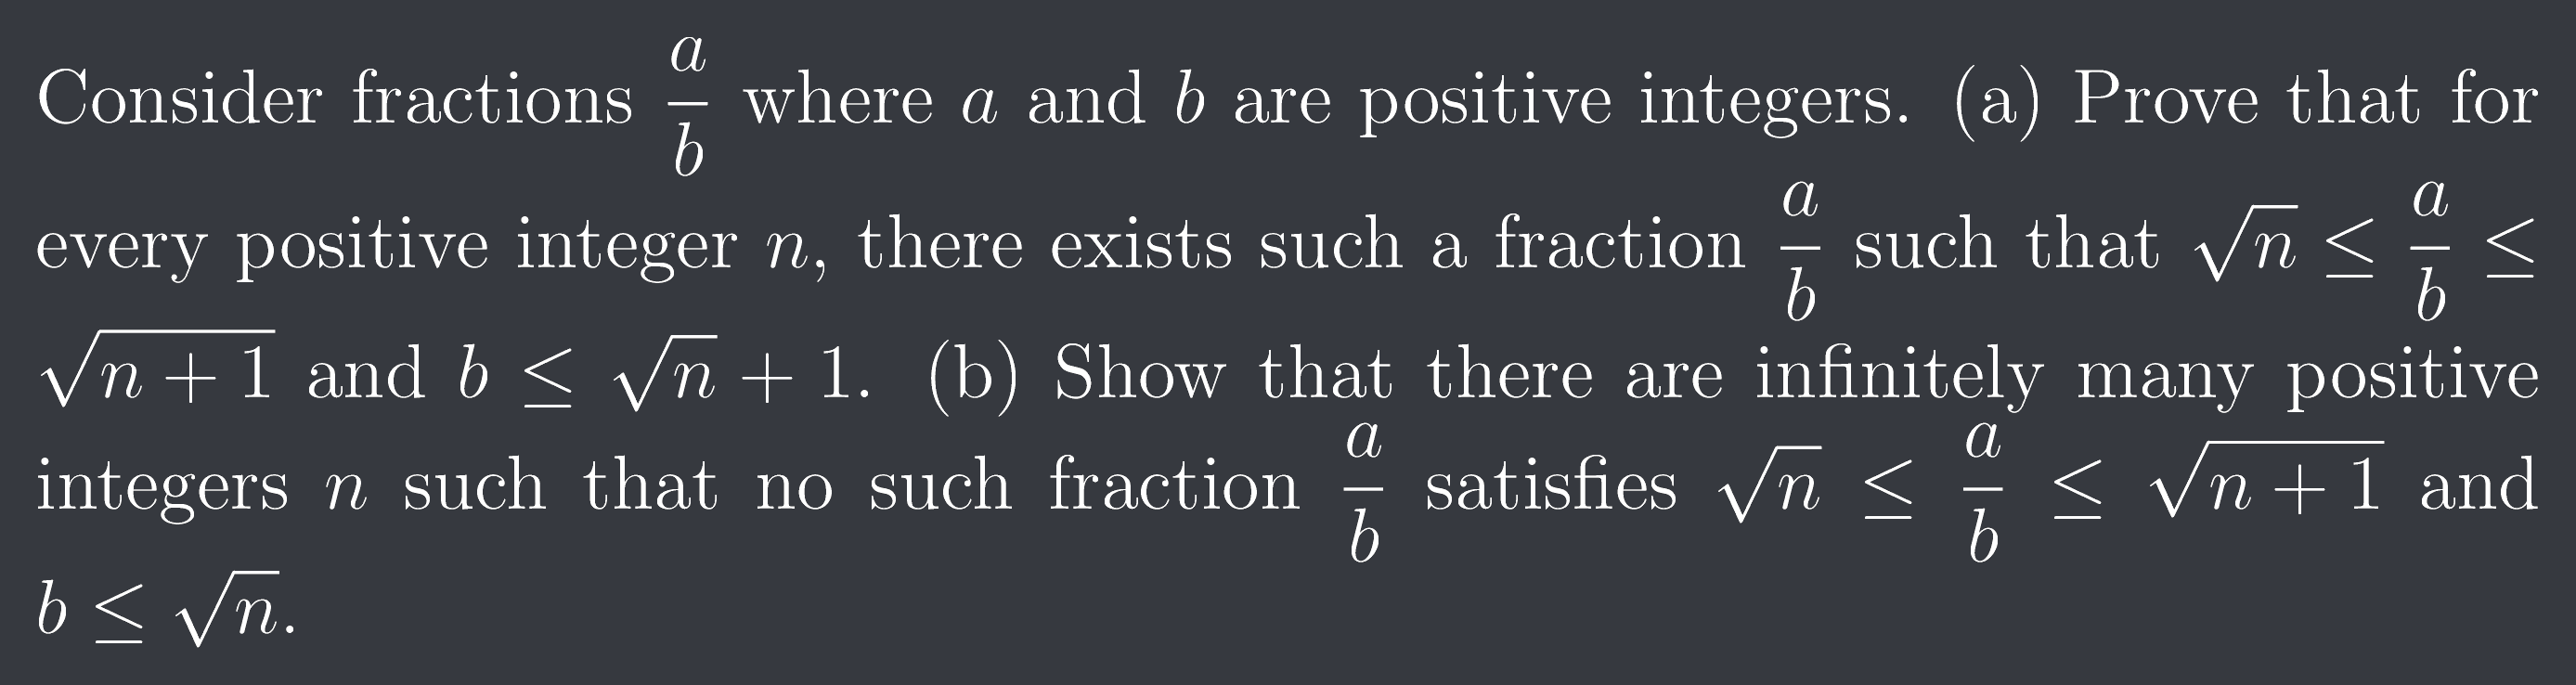 Consider fractions $\frac{a}{b}$ where $a$ and $b$ are positive integers. (a) Prove that for
every positive integer $n$, there exists such a fraction $\frac{a}{b}$ such that $\sqrt{n} \leq \frac{a}{b} \leq$
$\sqrt{n+1}$ and $b \leq \sqrt{n} + 1$. (b) Show that there are infinitely many positive
integers $n$ such that no such fraction $\frac{a}{b}$ satisfies $\sqrt{n} \leq \frac{a}{b} \leq \sqrt{n+1}$ and
$b \leq \sqrt{n}$.